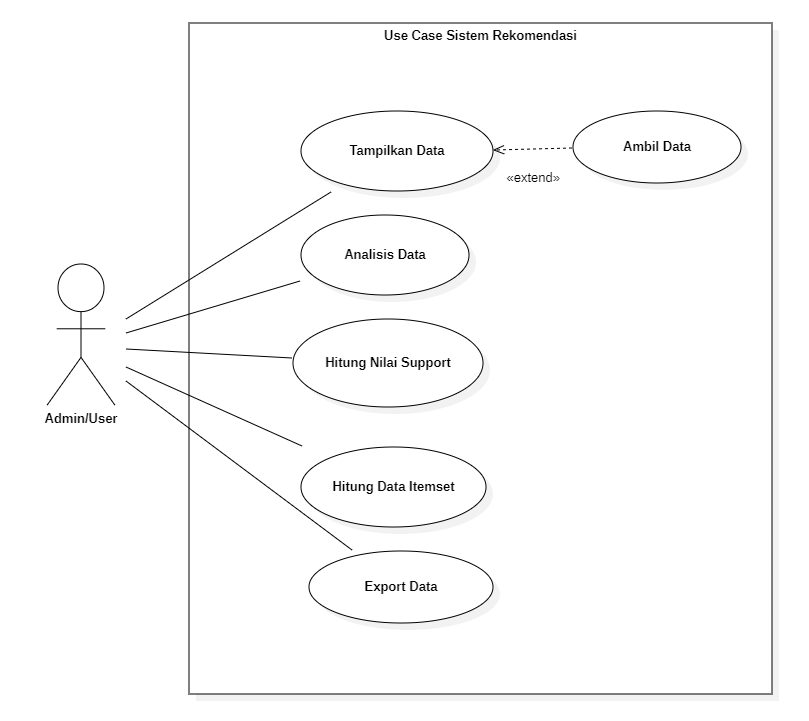 Use Case Sistem Rekomendasi
Tampilkan Data
Ambil Data
«extend»
Analisis Data
Hitung Nilai Support
Admin/User
Hitung Data Itemset
Export Data